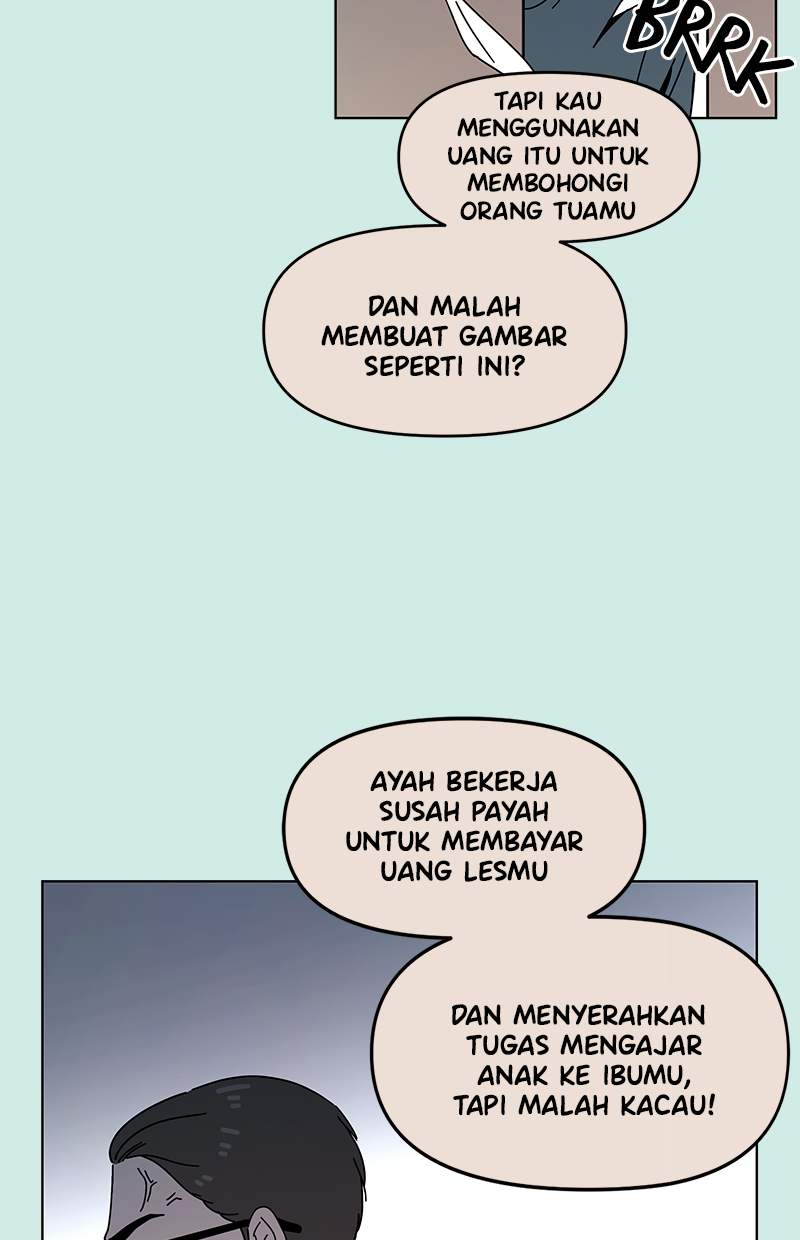 BRRK
TAPI KAU
MENGGUNAKAN
UANG ITU UNTUK
MEMBOHONGI
ORANG TUAMU
DAN MALAH
MEMBUAT GAMBAR
SEPERTI INI?
AYAH BEKERJA
SUSAH PAYAH
UNTUK MEMBAYAR
UANG LESMU
DAN MENYERAHKAN
TUGAS MENGAJAR
ANAK KE IBUMU,
TAPI MALAH KACAU!